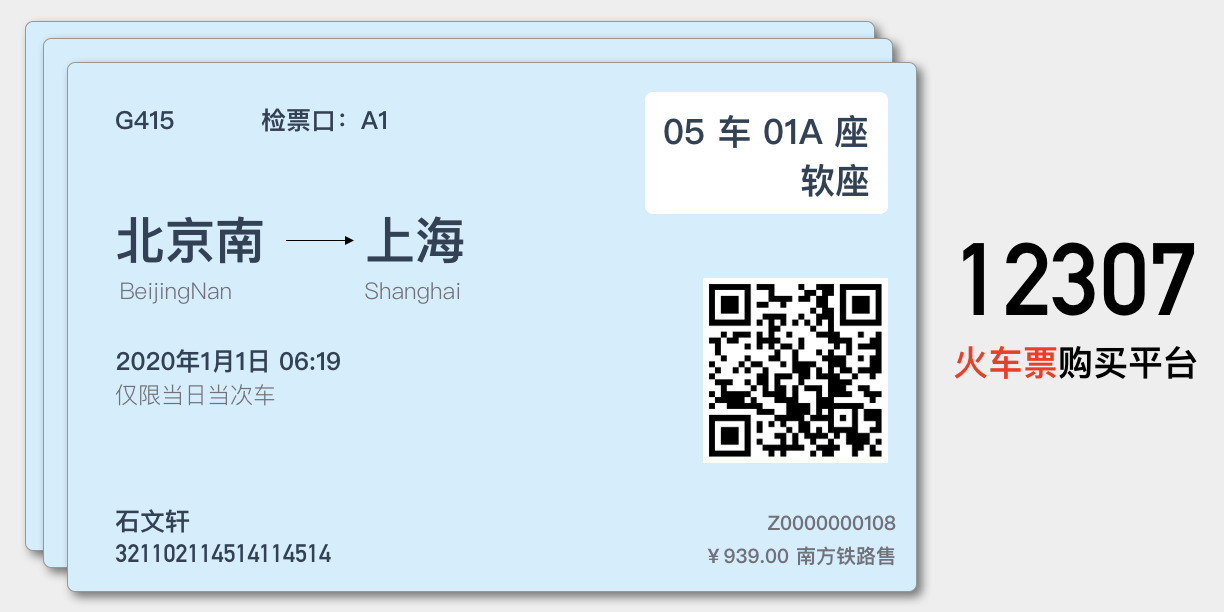 G415 检票口：A1
05 车 01A 座
软座
北京南 上海
BeijingNan Shanghai
2020年1月1日 06:19
仅限当日当次车
石文轩
321102114514114514
Z0000000108
¥939.00 南方铁路售
12307
火车票购买平台